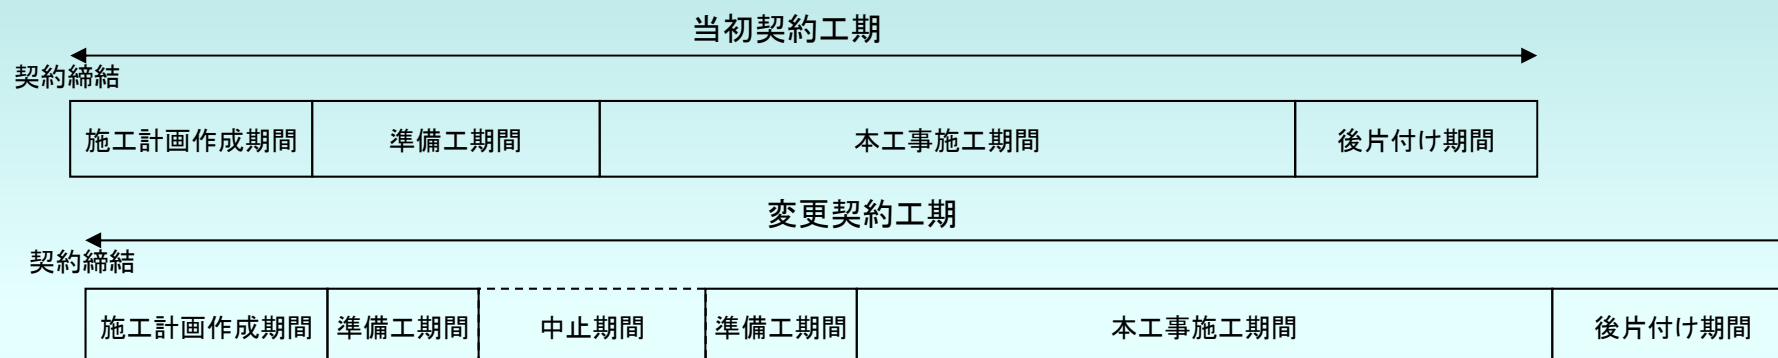 当初契約工期
契約締結
施工計画作成期間 準備工期間 本工事施工期間 後片付け期間
変更契約工期
契約締結
施工計画作成期間 準備工期間 中止期間 準備工期間 本工事施工期間 後片付け期間